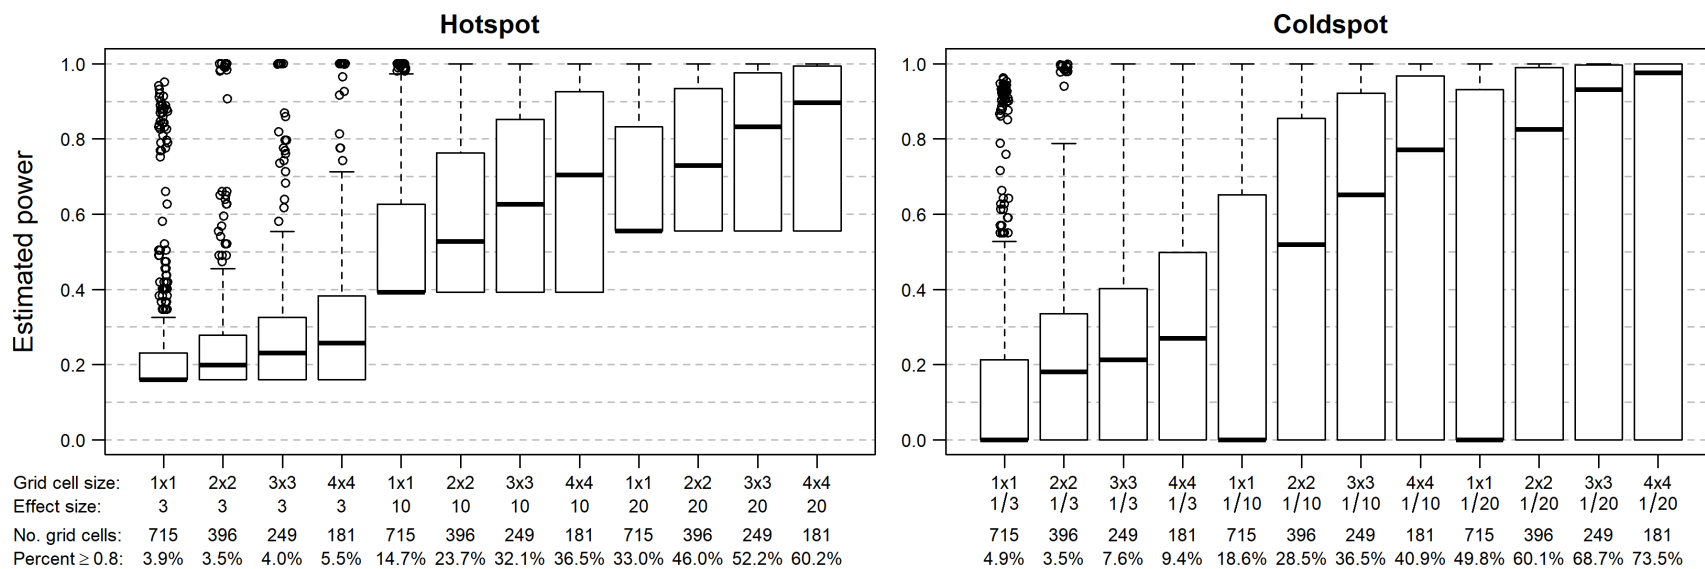 Hotspot
Coldspot
Estimated power
1.0
0.8
0.6
0.4
0.2
0.0
1.0
0.8
0.6
0.4
0.2
0.0
Grid cell size: 1x1 2x2 3x3 4x4 1x1 2x2 3x3 4x4 1x1 2x2 3x3 4x4 1x1 2x2 3x3 4x4 1x1 2x2 3x3 4x4 1x1 2x2 3x3 4x4
Effect size: 3 3 3 3 10 10 10 10 20 20 20 20 1/3 1/3 1/3 1/3 1/10 1/10 1/10 1/10 1/20 1/20 1/20 1/20
No. grid cells: 715 396 249 181 715 396 249 181 715 396 249 181 715 396 249 181 715 396 249 181 715 396 249 181
Percent ≥ 0.8: 3.9% 3.5% 4.0% 5.5% 14.7% 23.7% 32.1% 36.5% 33.0% 46.0% 52.2% 60.2% 4.9% 3.5% 7.6% 9.4% 18.6% 28.5% 36.5% 40.9% 49.8% 60.1% 68.7% 73.5%